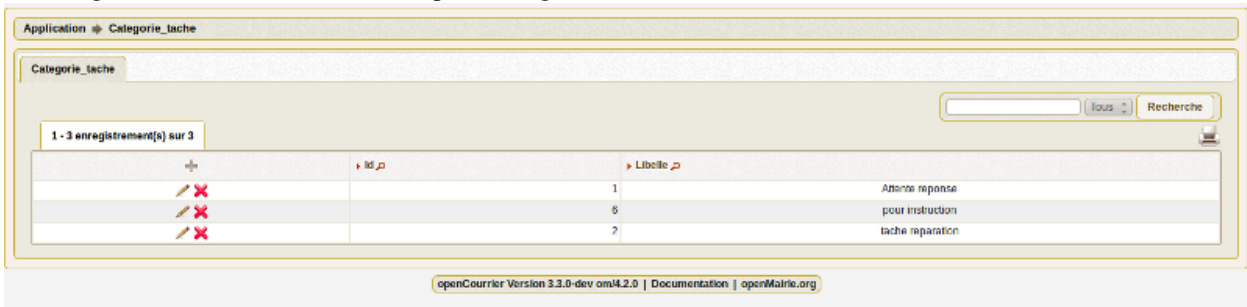 Application Categorie_tache
Categorie_tache
Tous Recherche
1 - 3 enregistrement(s) sur 3
Id Libelle
1 Attente reponse
6 pour instruction
2 tache reparation
openCourrier Version 3.3.0-dev om/4.2.0 | Documentation | openMairie.org